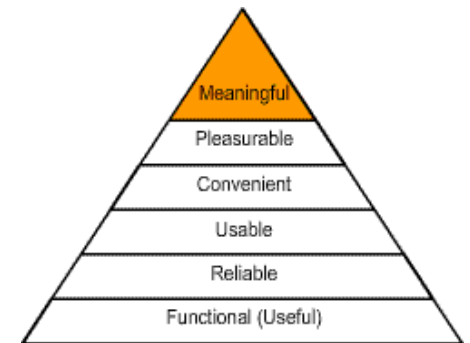 Meaningful
Pleasurable
Convenient
Usable
Reliable
Functional (Useful)